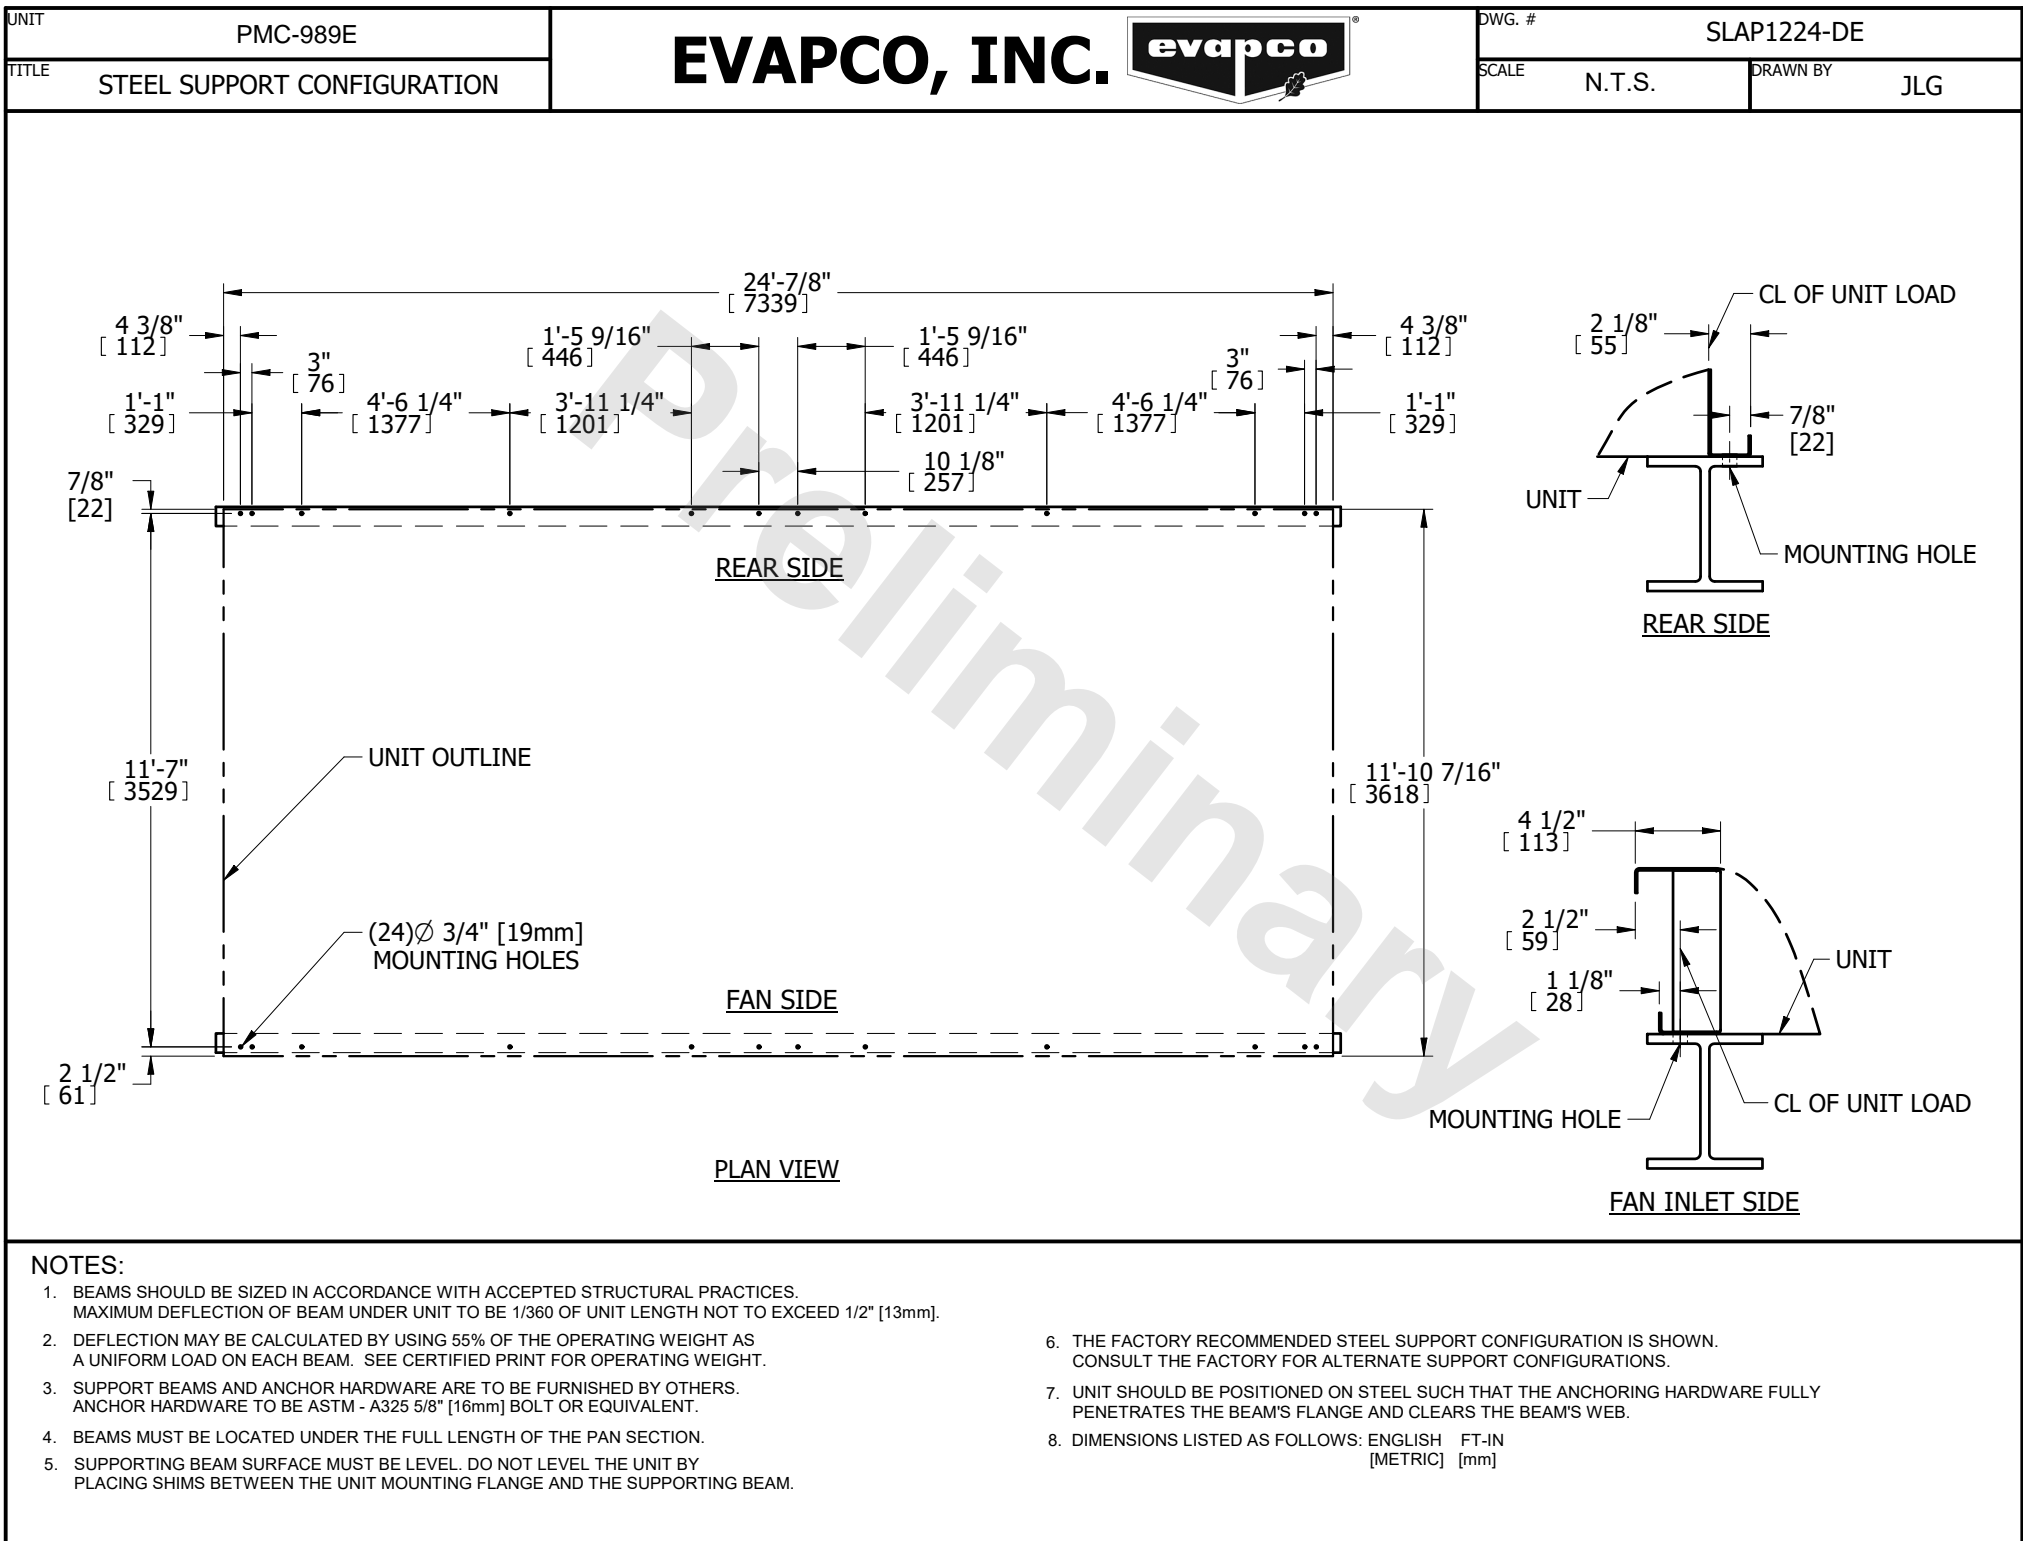 UNIT
PMC-989E
TITLE
STEEL SUPPORT CONFIGURATION
EVAPCO, INC.
evapco
®
DWG. #
SLAP1224-DE
SCALE
N.T.S.
DRAWN BY
JLG
24'-7/8"
[ 7339]
4 3/8"
[ 112]
3"
[ 76]
1'-5 9/16"
[ 446]
1'-5 9/16"
[ 446]
3"
[ 76]
4 3/8"
[ 112]
1'-1"
[ 329]
4'-6 1/4"
[ 1377]
3'-11 1/4"
[ 1201]
3'-11 1/4"
[ 1201]
4'-6 1/4"
[ 1377]
1'-1"
[ 329]
10 1/8"
[ 257]
7/8"
[22]
REAR SIDE
UNIT OUTLINE
11'-7"
[ 3529]
11'-10 7/16"
[ 3618]
(24)Ø 3/4" [19mm]
MOUNTING HOLES
FAN SIDE
2 1/2"
[ 61]
PLAN VIEW
Preliminary
CL OF UNIT LOAD
2 1/8"
[ 55]
7/8"
[22]
UNIT
MOUNTING HOLE
REAR SIDE
4 1/2"
[ 113]
2 1/2"
[ 59]
1 1/8"
[ 28]
UNIT
CL OF UNIT LOAD
MOUNTING HOLE
FAN INLET SIDE
NOTES:
1. BEAMS SHOULD BE SIZED IN ACCORDANCE WITH ACCEPTED STRUCTURAL PRACTICES.
MAXIMUM DEFLECTION OF BEAM UNDER UNIT TO BE 1/360 OF UNIT LENGTH NOT TO EXCEED 1/2" [13mm].
2. DEFLECTION MAY BE CALCULATED BY USING 55% OF THE OPERATING WEIGHT AS
A UNIFORM LOAD ON EACH BEAM. SEE CERTIFIED PRINT FOR OPERATING WEIGHT.
3. SUPPORT BEAMS AND ANCHOR HARDWARE ARE TO BE FURNISHED BY OTHERS.
ANCHOR HARDWARE TO BE ASTM - A325 5/8" [16mm] BOLT OR EQUIVALENT.
4. BEAMS MUST BE LOCATED UNDER THE FULL LENGTH OF THE PAN SECTION.
5. SUPPORTING BEAM SURFACE MUST BE LEVEL. DO NOT LEVEL THE UNIT BY
PLACING SHIMS BETWEEN THE UNIT MOUNTING FLANGE AND THE SUPPORTING BEAM.
6. THE FACTORY RECOMMENDED STEEL SUPPORT CONFIGURATION IS SHOWN.
CONSULT THE FACTORY FOR ALTERNATE SUPPORT CONFIGURATIONS.
7. UNIT SHOULD BE POSITIONED ON STEEL SUCH THAT THE ANCHORING HARDWARE FULLY
PENETRATES THE BEAM'S FLANGE AND CLEARS THE BEAM'S WEB.
8. DIMENSIONS LISTED AS FOLLOWS: ENGLISH FT-IN
[METRIC] [mm]